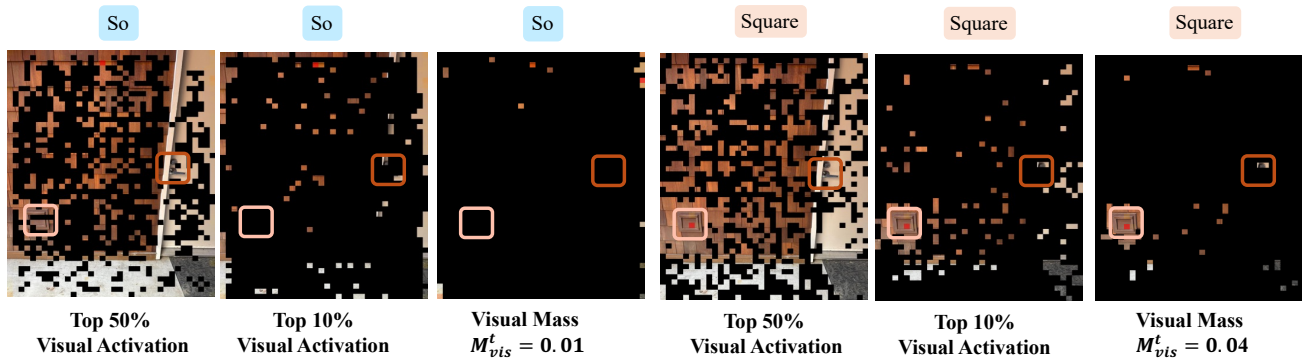 So So So Square Square Square
Top 50% Top 10% Visual Mass Top 50% Top 10% Visual Mass
Visual Activation Visual Activation M^t_vis = 0.01 Visual Activation Visual Activation M^t_vis = 0.04